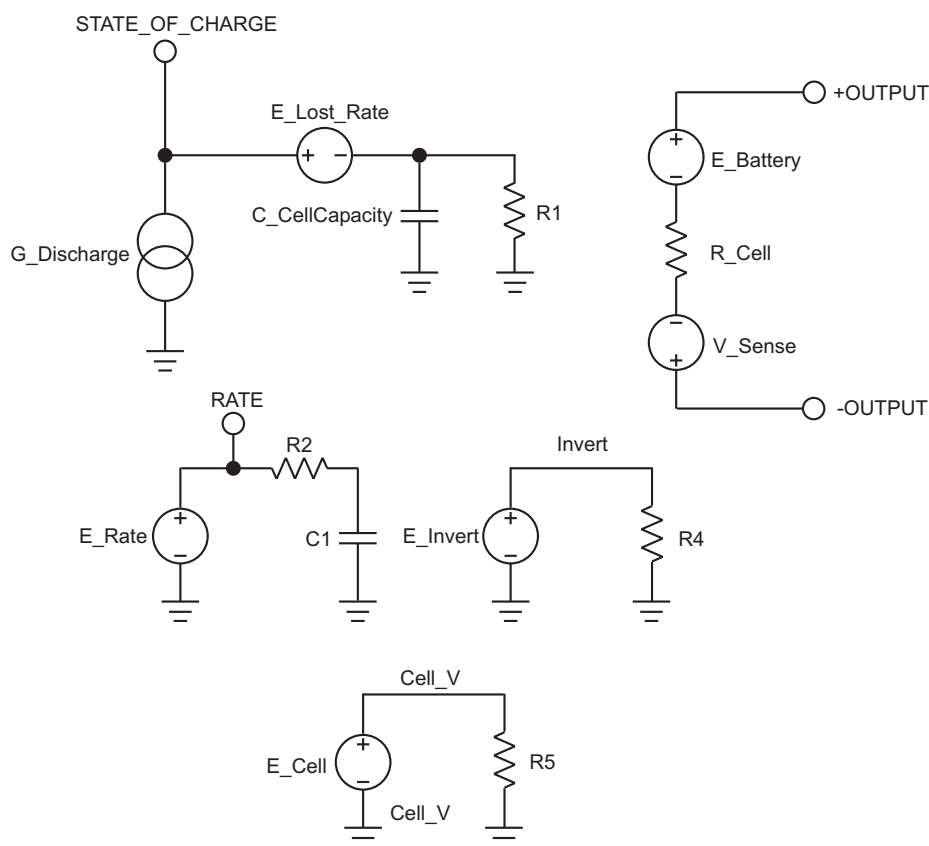 STATE_OF_CHARGE
+OUTPUT
E_Lost_Rate
+ −
E_Battery
+
−
C_CellCapacity
R1
G_Discharge
R_Cell
V_Sense
−
+
-OUTPUT
RATE
R2
Invert
E_Rate
+
−
C1
E_Invert
+
−
R4
Cell_V
E_Cell
+
−
R5
Cell_V